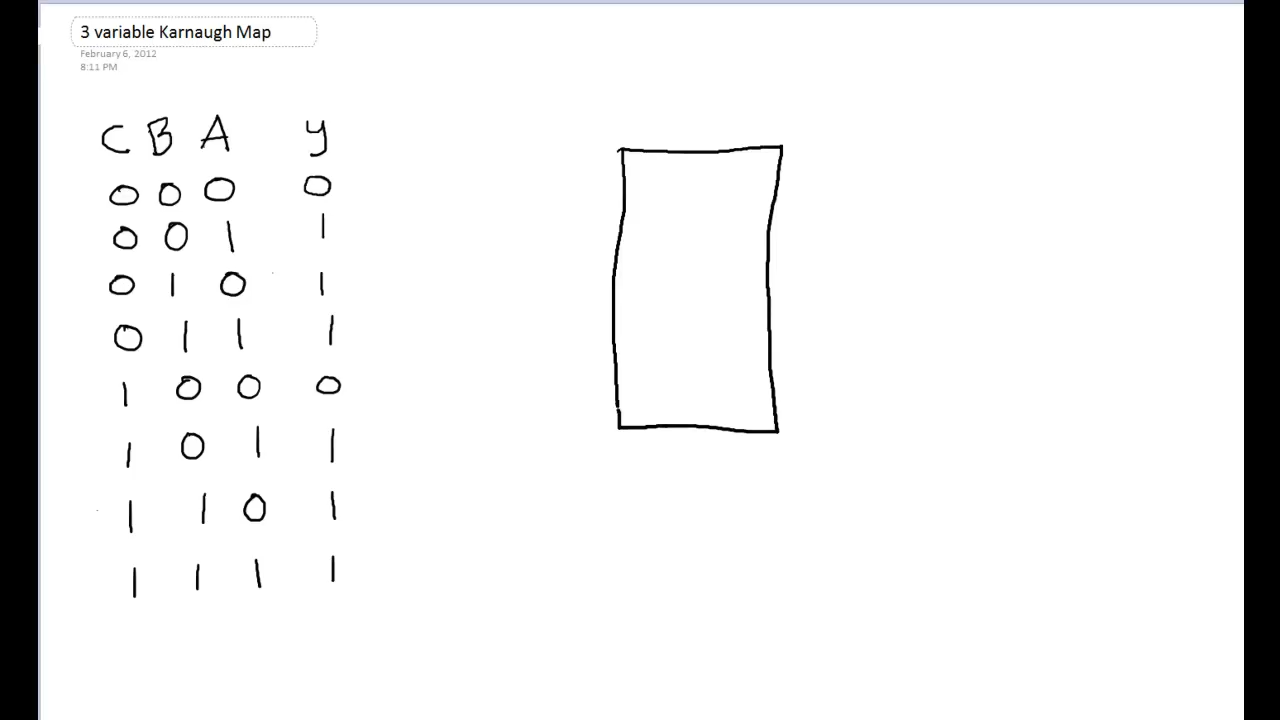 3 variable Karnaugh Map
February 6, 2012
8:11 PM
C B A y
0 0 0 0
0 0 1 1
0 1 0 1
0 1 1 1
1 0 0 0
1 0 1 1
1 1 0 1
1 1 1 1